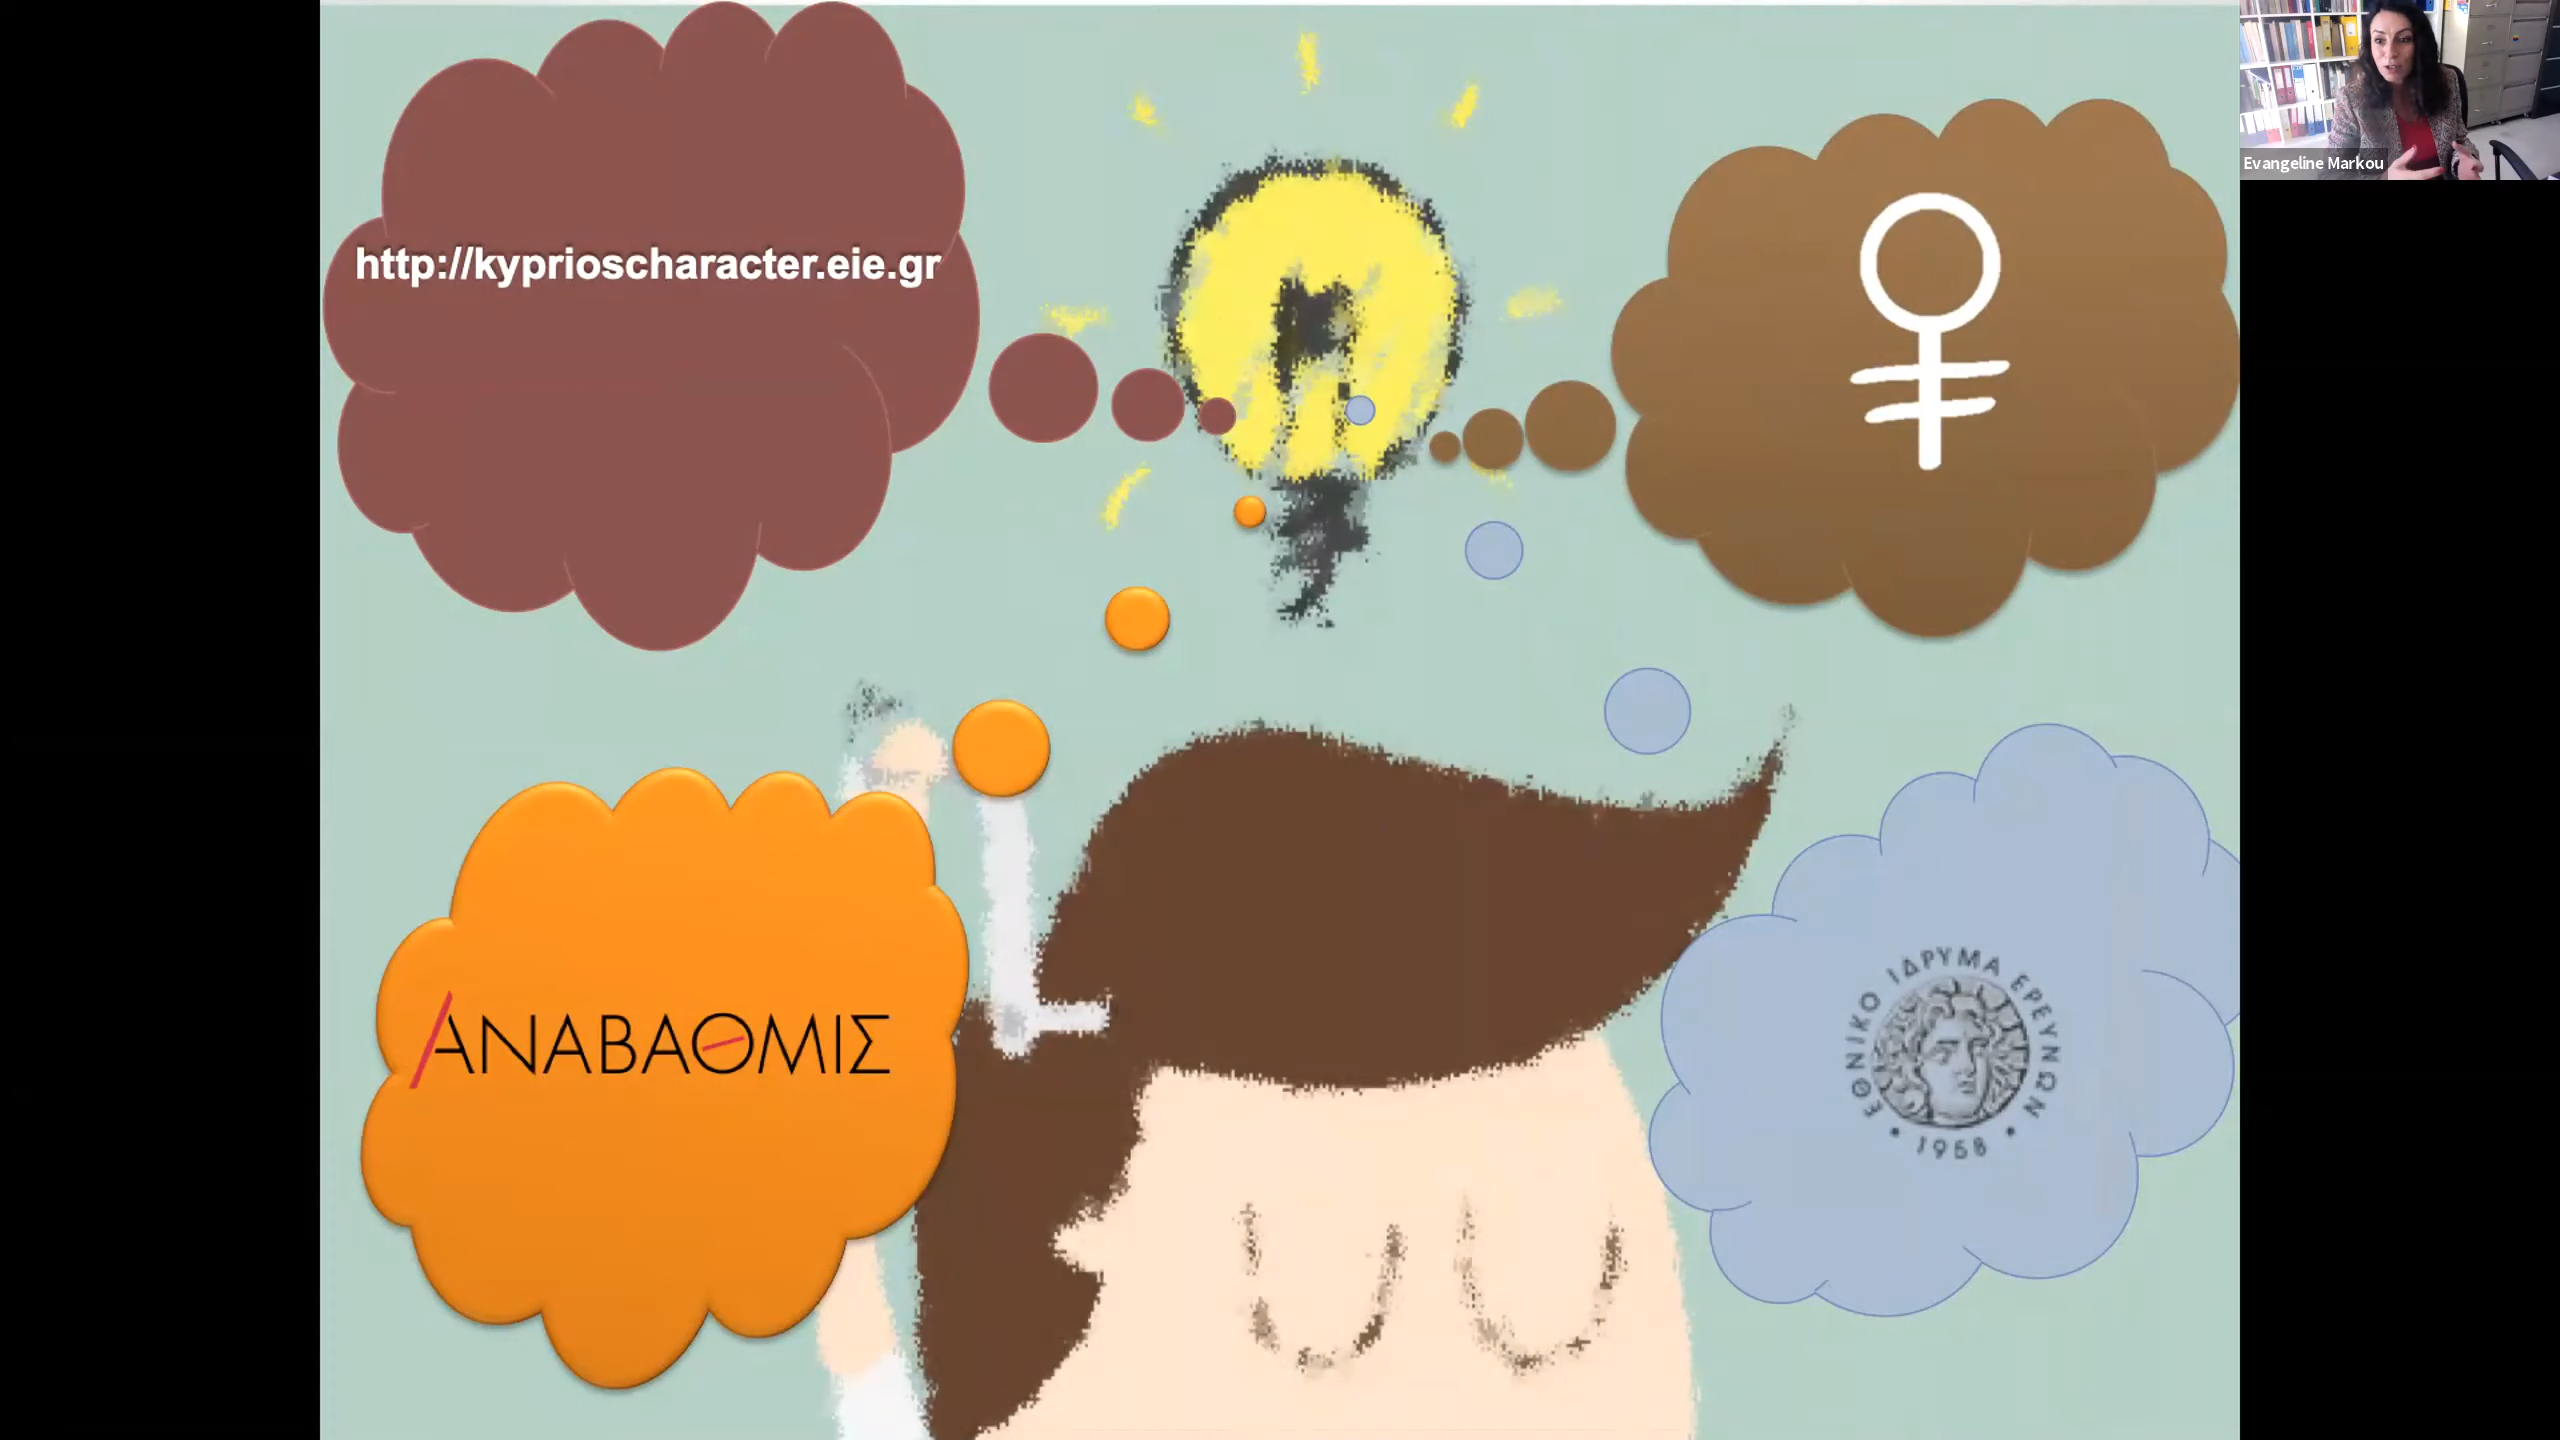 Evangeline Markou
http://kyprioscharacter.eie.gr
ΑΝΑΒΑΘΜΙΣ
ΕΘΝΙΚΟ ΙΔΡΥΜΑ ΕΡΕΥΝΩΝ
• 1958 •